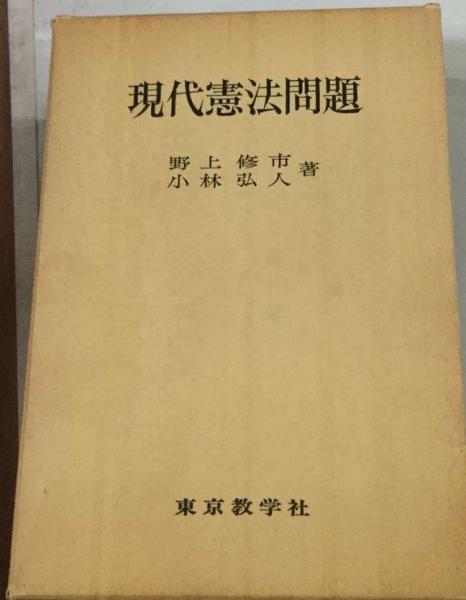 現代憲法問題
野上修市
小林弘人 著
東京教学社